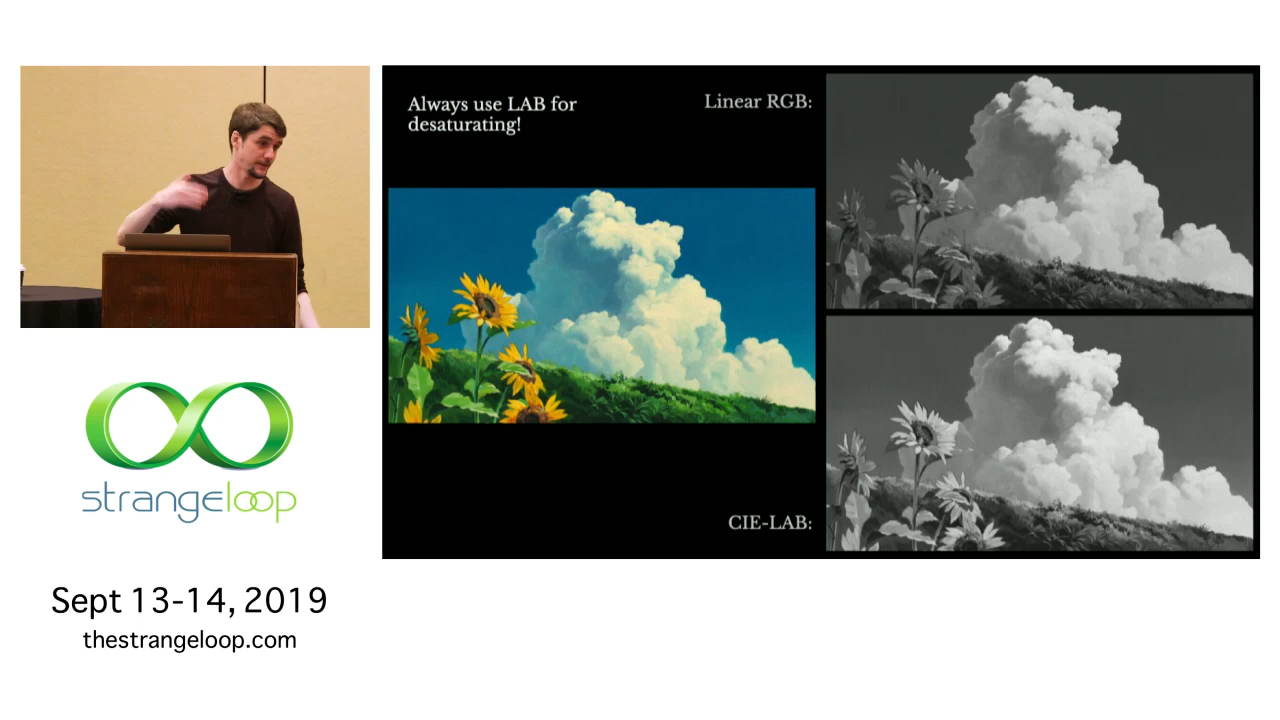 Always use LAB for
desaturating!
Linear RGB:
CIE-LAB:
strangeloop
Sept 13-14, 2019
thestrangeloop.com